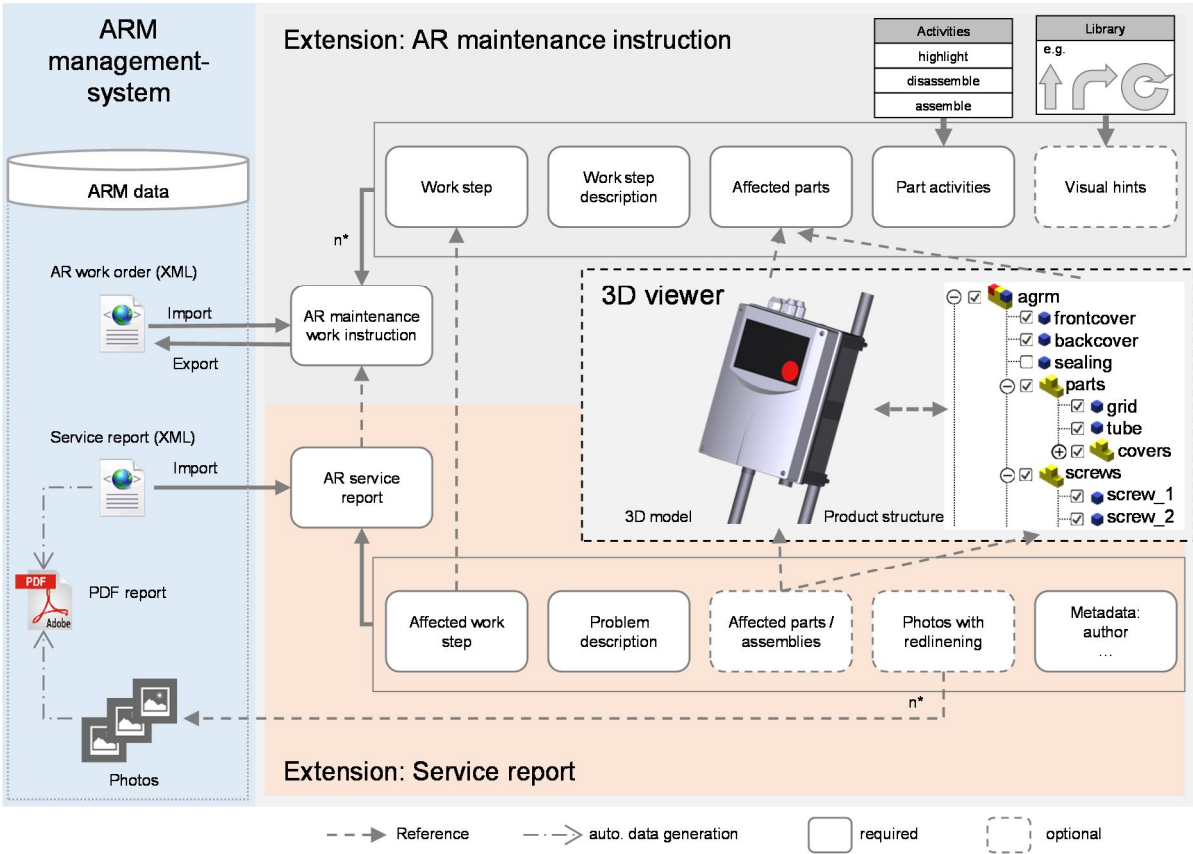 ARM
management-
system
Extension: AR maintenance instruction
Activities
highlight
disassemble
assemble
Library
e.g.
ARM data
Work step
Work step
description
Affected parts
Part activities
Visual hints
n*
AR work order (XML)
Import
Export
AR maintenance
work instruction
3D viewer
agrm
frontcover
backcover
sealing
parts
grid
tube
covers
screws
screw_1
screw_2
3D model
Product structure
Service report (XML)
Import
AR service
report
PDF
Adobe
PDF report
Affected work
step
Problem
description
Affected parts /
assemblies
Photos with
redlinening
Metadata:
author
...
n*
Photos
Extension: Service report
Reference
auto. data generation
required
optional